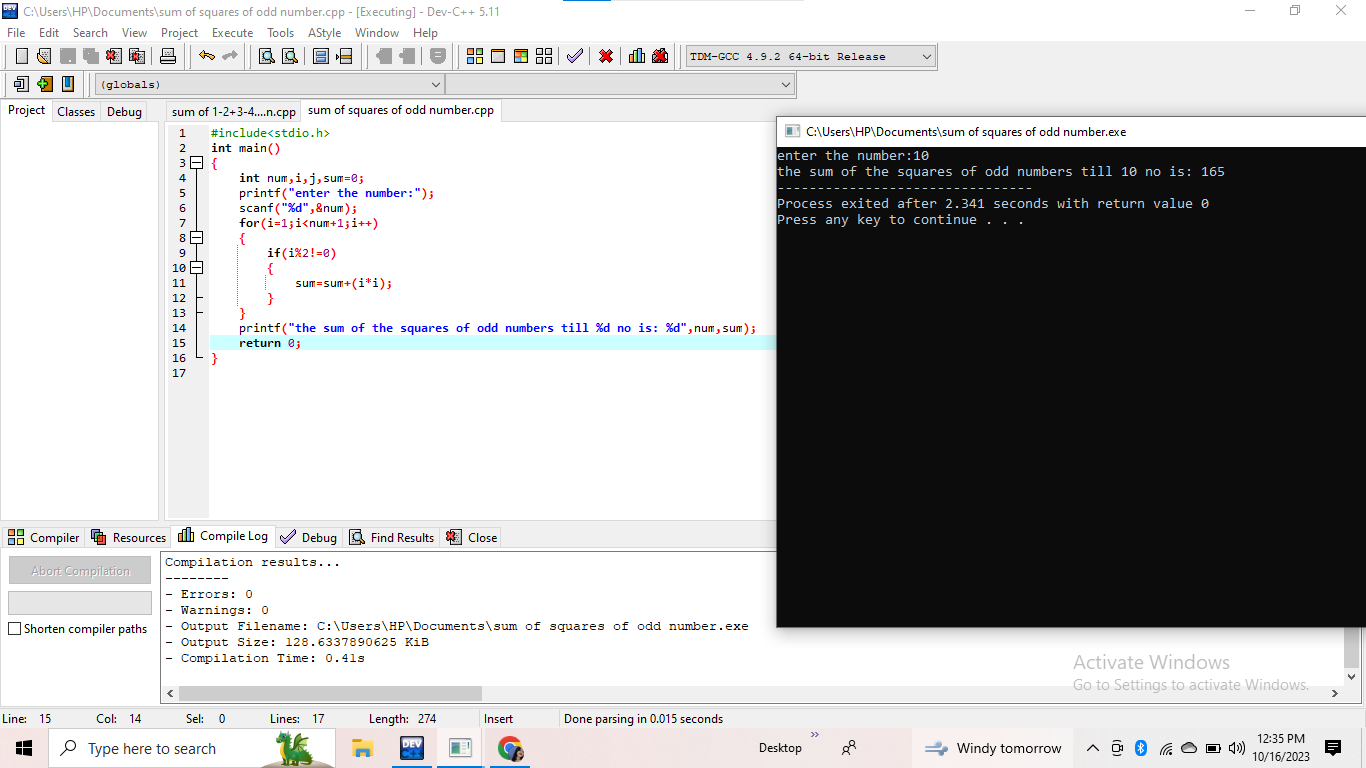 C:\Users\HP\Documents\sum of squares of odd number.cpp - [Executing] - Dev-C++ 5.11
File Edit Search View Project Execute Tools AStyle Window Help
TDM-GCC 4.9.2 64-bit Release
(globals)
Project Classes Debug
sum of 1-2+3-4....n.cpp sum of squares of odd number.cpp
1 #include<stdio.h>
2 int main()
3 {
4 int num,i,j,sum=0;
5 printf("enter the number:");
6 scanf("%d",&num);
7 for(i=1;i<num+1;i++)
8 {
9 if(i%2!=0)
10 {
11 sum=sum+(i*i);
12 }
13 }
14 printf("the sum of the squares of odd numbers till %d no is: %d",num,sum);
15 return 0;
16 }
17
C:\Users\HP\Documents\sum of squares of odd number.exe
enter the number:10
the sum of the squares of odd numbers till 10 no is: 165
--------------------------------
Process exited after 2.341 seconds with return value 0
Press any key to continue . . .
Compiler Resources Compile Log Debug Find Results Close
Abort Compilation
Shorten compiler paths
Compilation results...
--------
- Errors: 0
- Warnings: 0
- Output Filename: C:\Users\HP\Documents\sum of squares of odd number.exe
- Output Size: 128.6337890625 KiB
- Compilation Time: 0.41s
Activate Windows
Go to Settings to activate Windows.
Line: 15 Col: 14 Sel: 0 Lines: 17 Length: 274 Insert Done parsing in 0.015 seconds
Type here to search
DEV
Desktop
Windy tomorrow
12:35 PM
10/16/2023